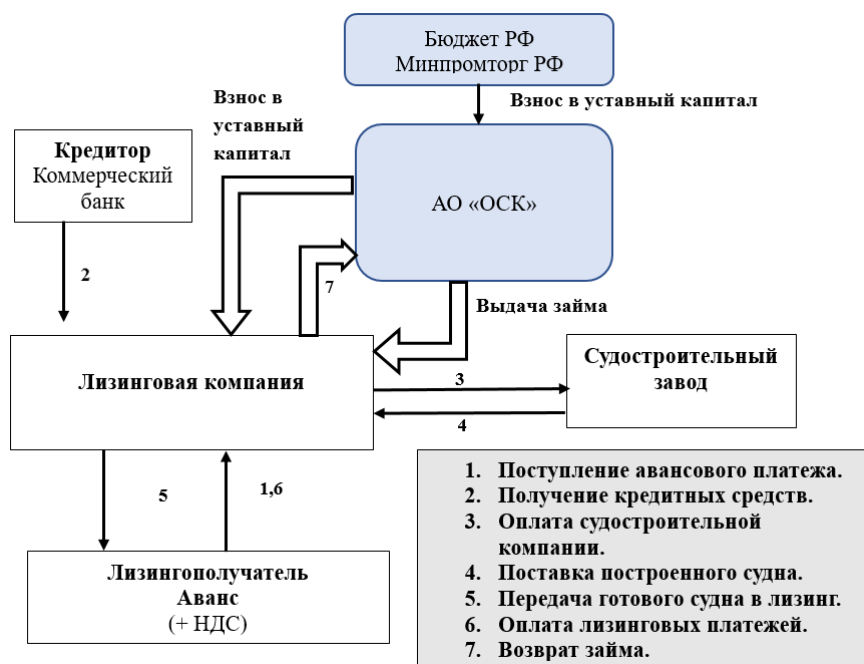 Бюджет РФ
Минпромторг РФ
Взнос в
уставный
капитал
Взнос в уставный капитал
Кредитор
Коммерческий
банк
АО «ОСК»
2
7
Выдача займа
Лизинговая компания
Судостроительный
завод
3
4
5
1,6
Лизингополучатель
Аванс
(+ НДС)
1. Поступление авансового платежа.
2. Получение кредитных средств.
3. Оплата судостроительной
компании.
4. Поставка построенного судна.
5. Передача готового судна в лизинг.
6. Оплата лизинговых платежей.
7. Возврат займа.